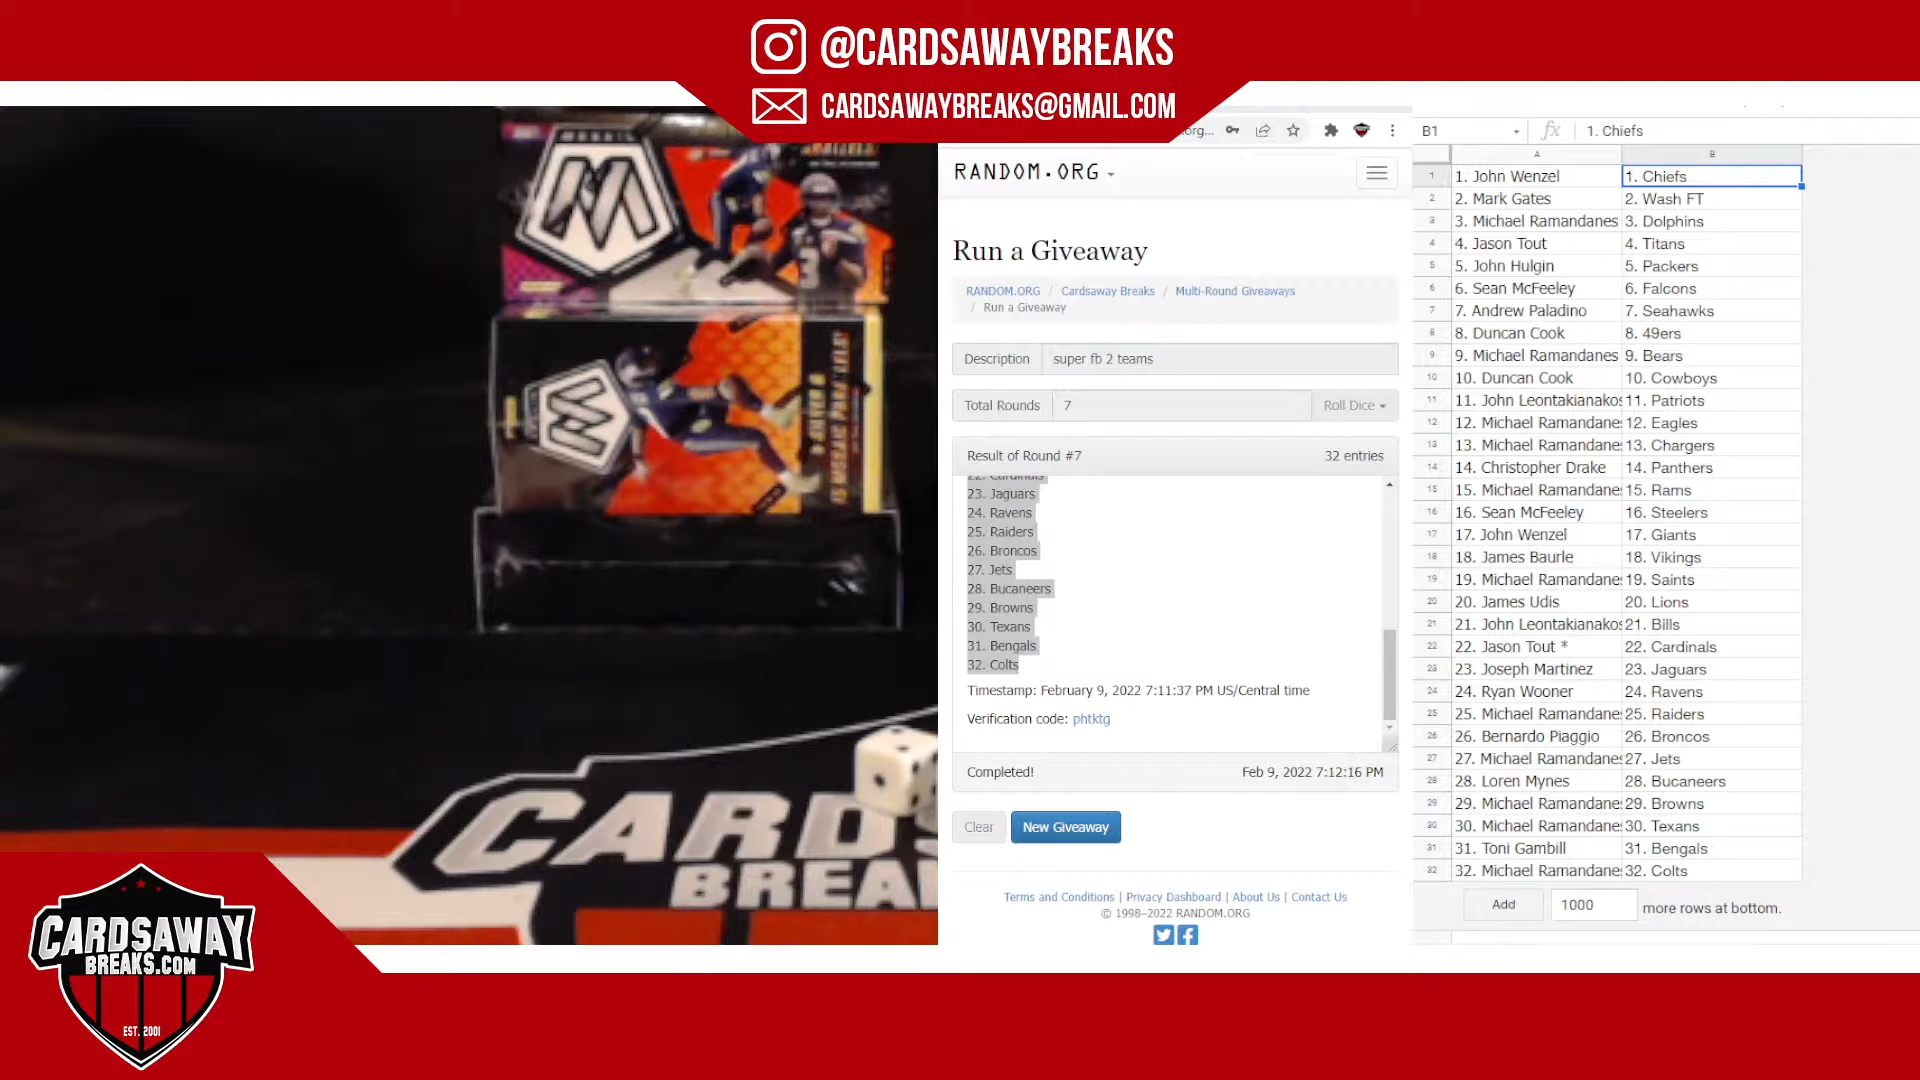 @CARDSAWAYBREAKS
CARDSAWAYBREAKS@GMAIL.COM
MOSAIC
3
.org...
RANDOM.ORG
Run a Giveaway
RANDOM.ORG / Cardsaway Breaks / Multi-Round Giveaways
/ Run a Giveaway
Description super fb 2 teams
Total Rounds 7 Roll Dice
Result of Round #7 32 entries
22. Cardinals
23. Jaguars
24. Ravens
25. Raiders
26. Broncos
27. Jets
28. Bucaneers
29. Browns
30. Texans
31. Bengals
32. Colts
Timestamp: February 9, 2022 7:11:37 PM US/Central time
Verification code: phtktg
Completed! Feb 9, 2022 7:12:16 PM
Clear New Giveaway
Terms and Conditions | Privacy Dashboard | About Us | Contact Us
© 1998–2022 RANDOM.ORG
B1 fx 1. Chiefs
A B
1 1. John Wenzel 1. Chiefs
2 2. Mark Gates 2. Wash FT
3 3. Michael Ramandanes 3. Dolphins
4 4. Jason Tout 4. Titans
5 5. John Hulgin 5. Packers
6 6. Sean McFeeley 6. Falcons
7 7. Andrew Paladino 7. Seahawks
8 8. Duncan Cook 8. 49ers
9 9. Michael Ramandanes 9. Bears
10 10. Duncan Cook 10. Cowboys
11 11. John Leontakianakos 11. Patriots
12 12. Michael Ramandanes 12. Eagles
13 13. Michael Ramandanes 13. Chargers
14 14. Christopher Drake 14. Panthers
15 15. Michael Ramandanes 15. Rams
16 16. Sean McFeeley 16. Steelers
17 17. John Wenzel 17. Giants
18 18. James Baurle 18. Vikings
19 19. Michael Ramandanes 19. Saints
20 20. James Udis 20. Lions
21 21. John Leontakianakos 21. Bills
22 22. Jason Tout * 22. Cardinals
23 23. Joseph Martinez 23. Jaguars
24 24. Ryan Wooner 24. Ravens
25 25. Michael Ramandanes 25. Raiders
26 26. Bernardo Piaggio 26. Broncos
27 27. Michael Ramandanes 27. Jets
28 28. Loren Mynes 28. Bucaneers
29 29. Michael Ramandanes 29. Browns
30 30. Michael Ramandanes 30. Texans
31 31. Toni Gambill 31. Bengals
32 32. Michael Ramandanes 32. Colts
Add 1000 more rows at bottom.
CARDS
BREA
CARDSAWAY
BREAKS.COM
EST. 2001